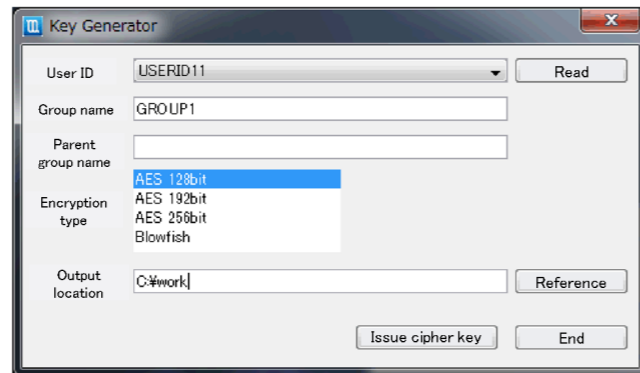 Key Generator
User ID
USERID11
Read
Group name
GROUP1
Parent
group name
Encryption
type
AES 128bit
AES 192bit
AES 256bit
Blowfish
Output
location
C:¥work
Reference
Issue cipher key
End